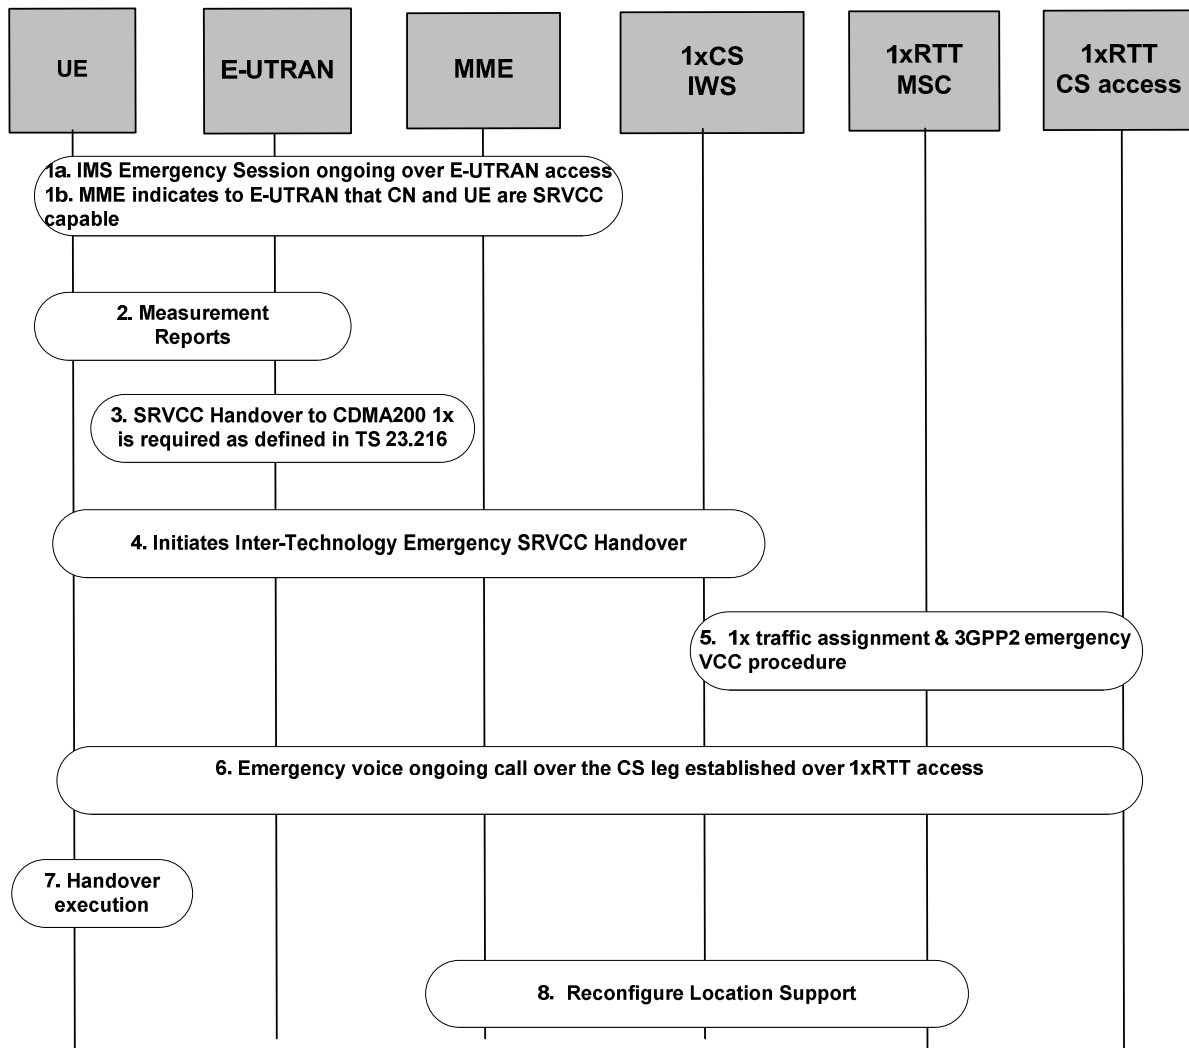 UE
E-UTRAN
MME
1xCS
IWS
1xRTT
MSC
1xRTT
CS access
1a. IMS Emergency Session ongoing over E-UTRAN access
1b. MME indicates to E-UTRAN that CN and UE are SRVCC
capable
2. Measurement
Reports
3. SRVCC Handover to CDMA200 1x
is required as defined in TS 23.216
4. Initiates Inter-Technology Emergency SRVCC Handover
5. 1x traffic assignment & 3GPP2 emergency
VCC procedure
6. Emergency voice ongoing call over the CS leg established over 1xRTT access
7. Handover
execution
8. Reconfigure Location Support